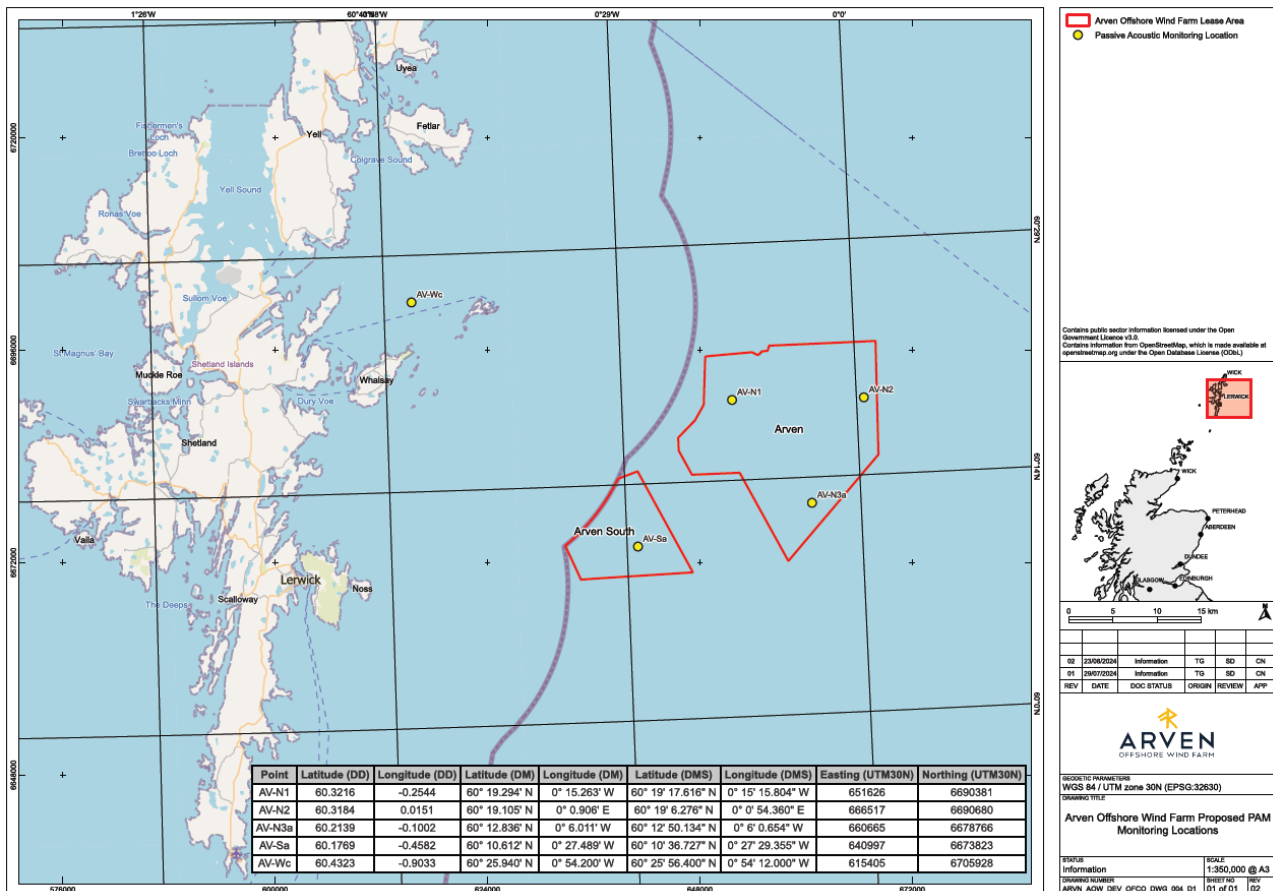 1°26'W
60°43'N
0°58'W
0°29'W
0°0'
Uyea
Fishermen's
Loch
Yell
Fetlar
Colgrave Sound
Yell Sound
Ronas Voe
60°29'N
AV-Wc
Sullom Voe
St Magnus' Bay
Shetland Islands
Muckle Roe
Whalsay
AV-N1
AV-N2
Swarbacks Minn
Dury Voe
Arven
Shetland
60°14'N
AV-N3a
Arven South
AV-Sa
Vaila
Lerwick
Noss
The Deeps
Scalloway
60°0'N
6720000
6696000
6672000
6648000
Point Latitude (DD) Longitude (DD) Latitude (DM) Longitude (DM) Latitude (DMS) Longitude (DMS) Easting (UTM30N) Northing (UTM30N)
AV-N1 60.3216 -0.2544 60° 19.294' N 0° 15.263' W 60° 19' 17.616" N 0° 15' 15.804" W 651626 6690381
AV-N2 60.3184 0.0151 60° 19.105' N 0° 0.906' E 60° 19' 6.276" N 0° 0' 54.360" E 666517 6690680
AV-N3a 60.2139 -0.1002 60° 12.836' N 0° 6.011' W 60° 12' 50.134" N 0° 6' 0.654" W 660665 6678766
AV-Sa 60.1769 -0.4582 60° 10.612' N 0° 27.489' W 60° 10' 36.727" N 0° 27' 29.355" W 640997 6673823
AV-Wc 60.4323 -0.9033 60° 25.940' N 0° 54.200' W 60° 25' 56.400" N 0° 54' 12.000" W 615405 6705928
576000 600000 624000 648000 672000
Arven Offshore Wind Farm Lease Area
Passive Acoustic Monitoring Location
Contains public sector information licensed under the Open
Government Licence v3.0.
Contains information from OpenStreetMap, which is made available at
openstreetmap.org under the Open Database License (ODbL)
WICK
LERWICK
WICK
PETERHEAD
ABERDEEN
DUNDEE
GLASGOW
EDINBURGH
0 5 10 15 km
N
02 23/08/2024 Information TG SD CN
01 29/07/2024 Information TG SD CN
REV DATE DOC STATUS ORIGIN REVIEW APP
ARVEN
OFFSHORE WIND FARM
GEODETIC PARAMETERS
WGS 84 / UTM zone 30N (EPSG:32630)
DRAWING TITLE
Arven Offshore Wind Farm Proposed PAM
Monitoring Locations
STATUS
Information
SCALE
1:350,000 @ A3
DRAWING NUMBER
ARVN_AOW_DEV_OFCO_DWG_004_D1
SHEET NO
01 of 01
REV
02